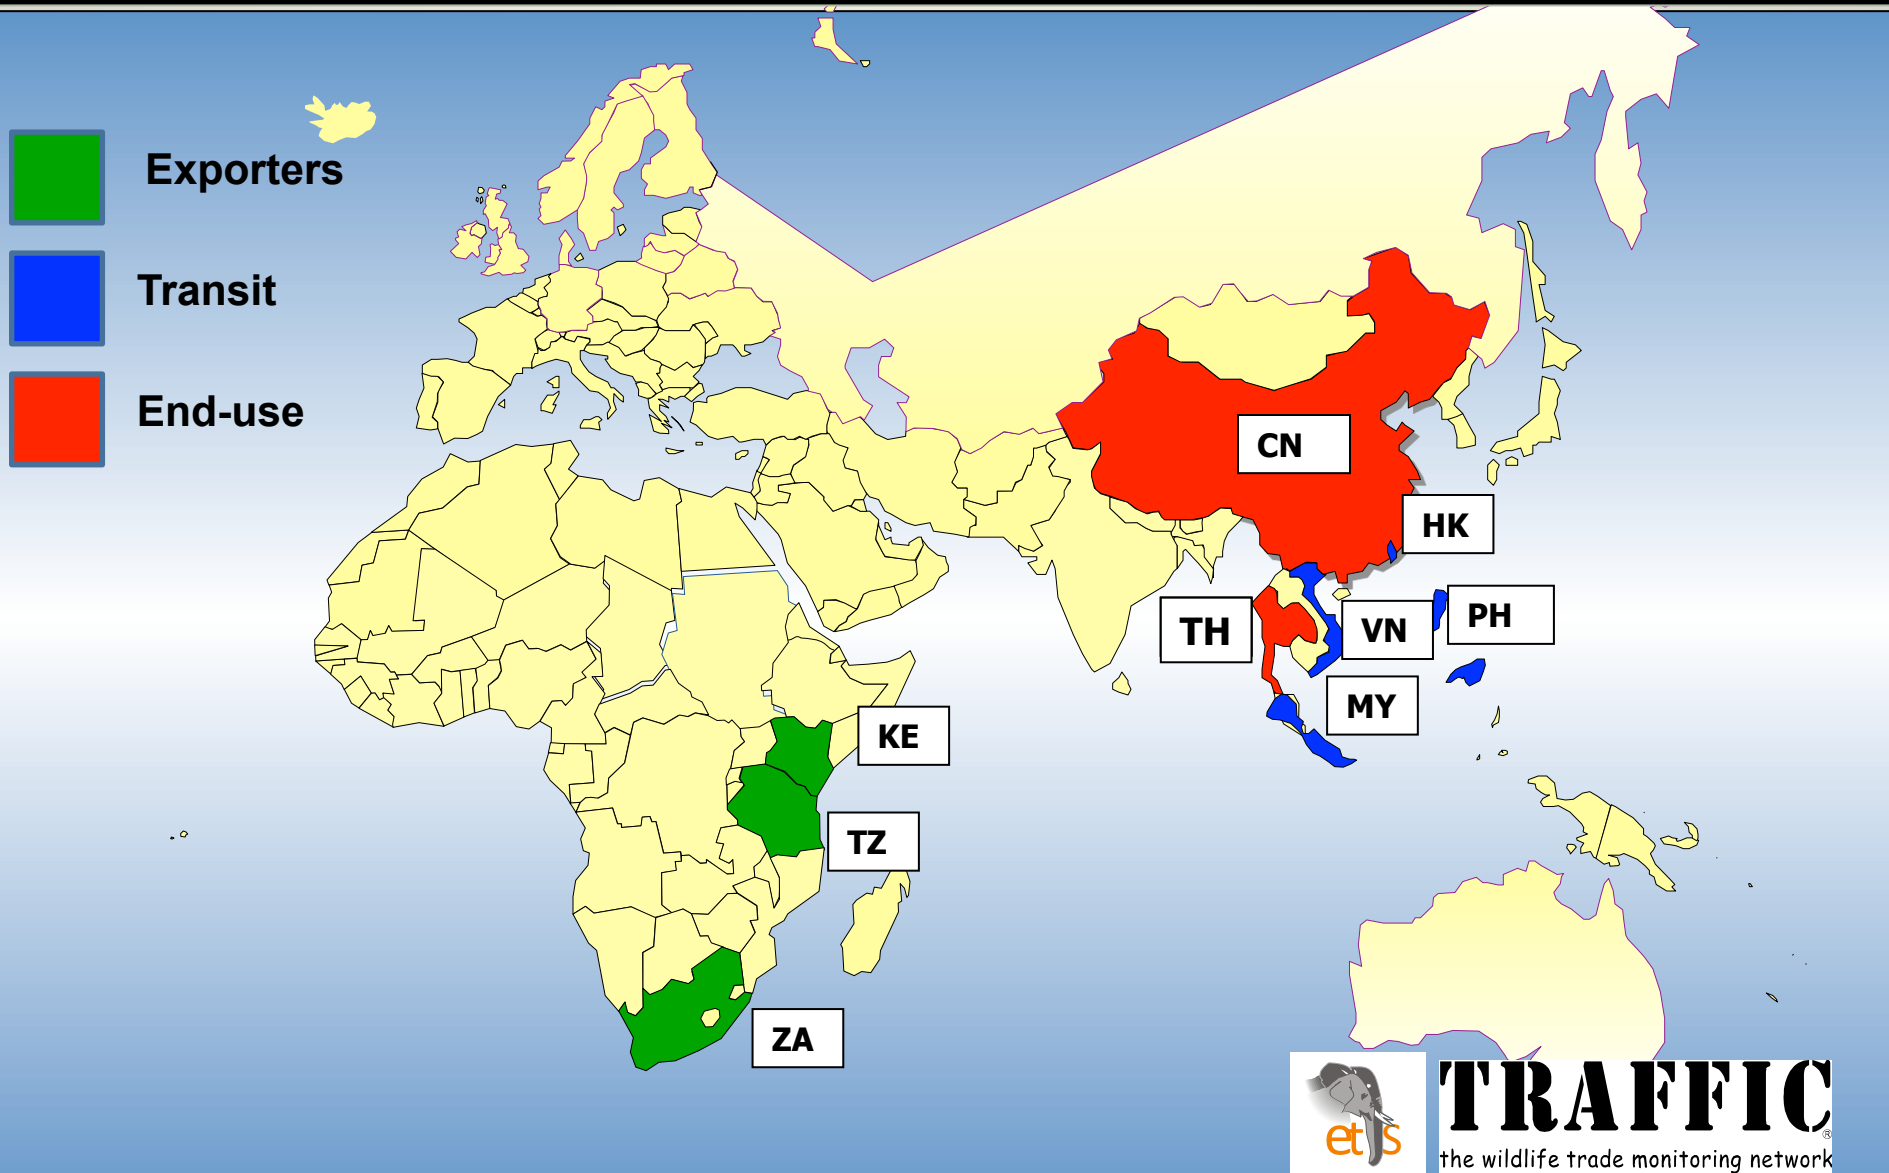 Exporters
Transit
End-use
CN
HK
TH
VN
PH
MY
KE
TZ
ZA
etis
TRAFFIC®
the wildlife trade monitoring network